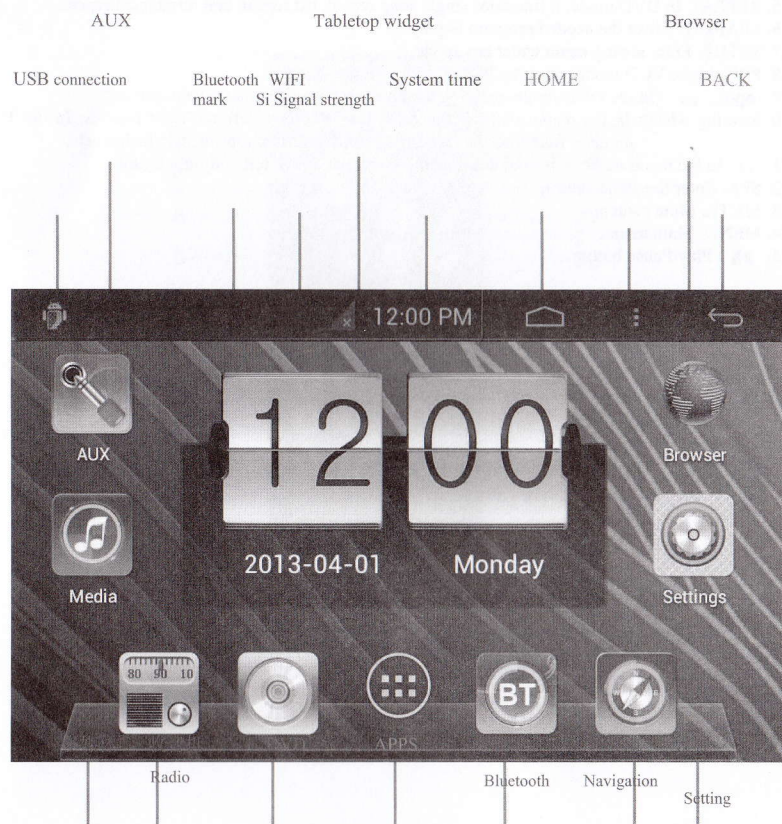 AUX Tabletop widget Browser
USB connection Bluetooth WIFI System time HOME BACK
mark Si Signal strength
12:00 PM
12 00
AUX Browser
2013-04-01 Monday
Media Settings
80 90 10
BT
APPS
Radio Bluetooth Navigation
Setting